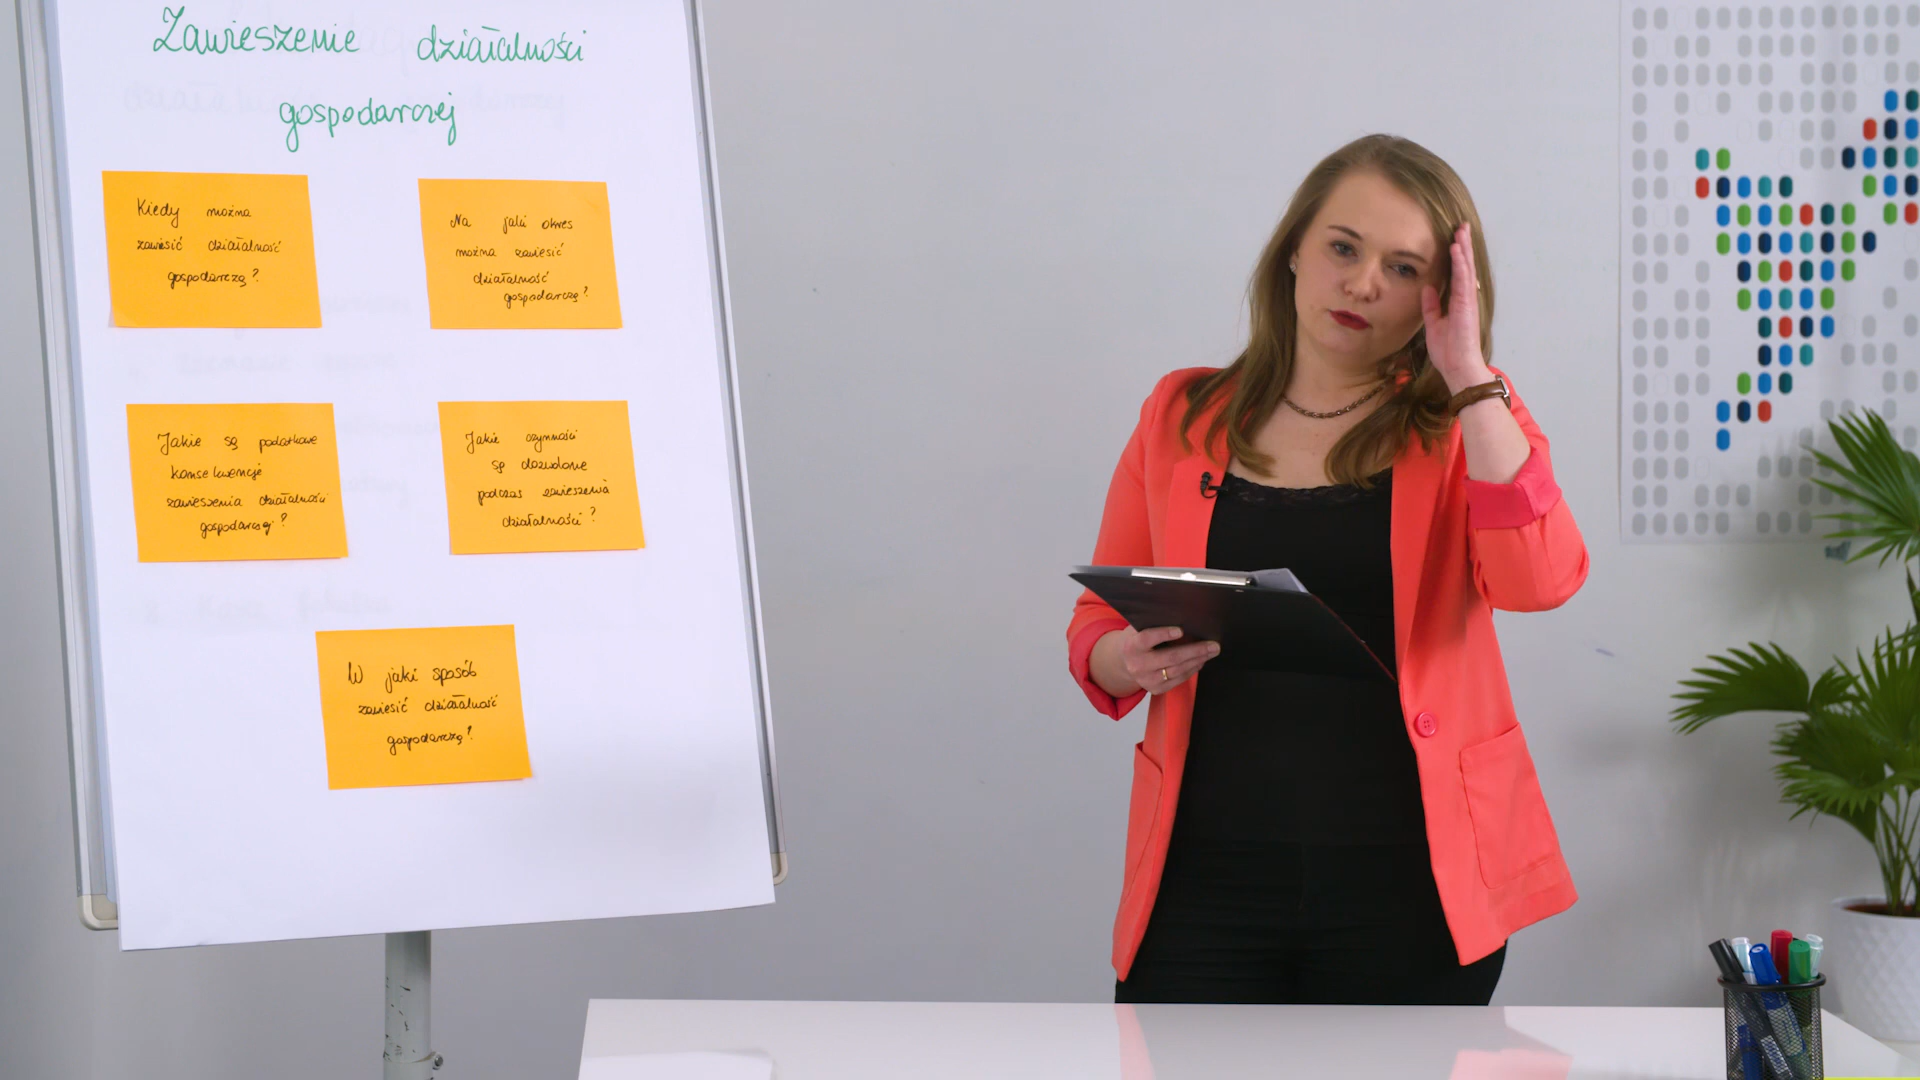 Zawieszenie działalności
gospodarczej
Kiedy można
zawiesić działalność
gospodarczą?
Na jaki okres
można zawiesić
działalność
gospodarczą?
Jakie są podatkowe
konsekwencje
zawieszenia działalności
gospodarczej?
Jakie czynności
są dozwolone
podczas zawieszenia
działalności?
W jaki sposób
zawiesić działalność
gospodarczą?